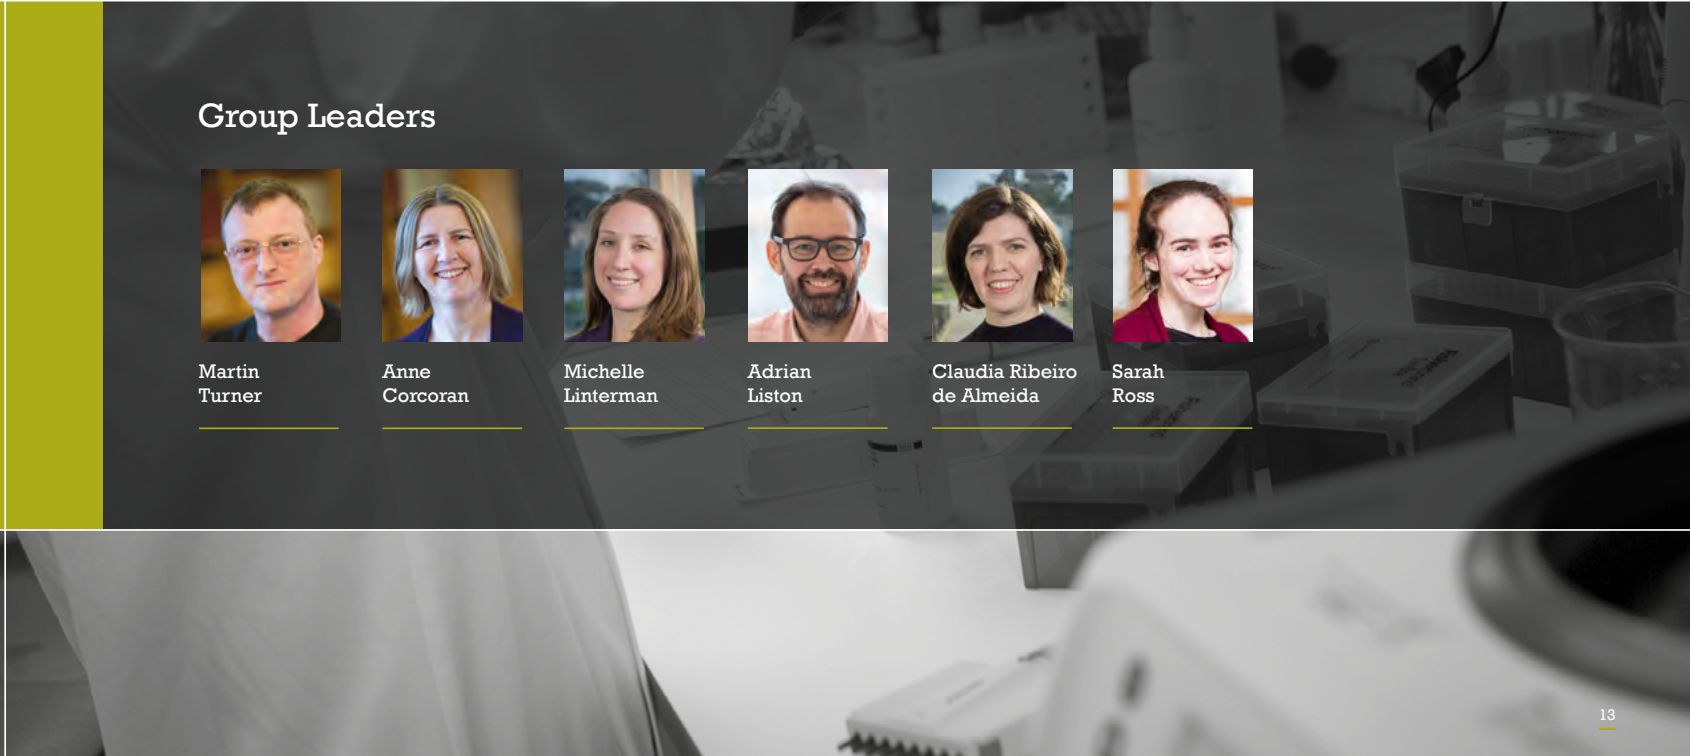 Group Leaders
Martin
Turner
Anne
Corcoran
Michelle
Linterman
Adrian
Liston
Claudia Ribeiro
de Almeida
Sarah
Ross
13